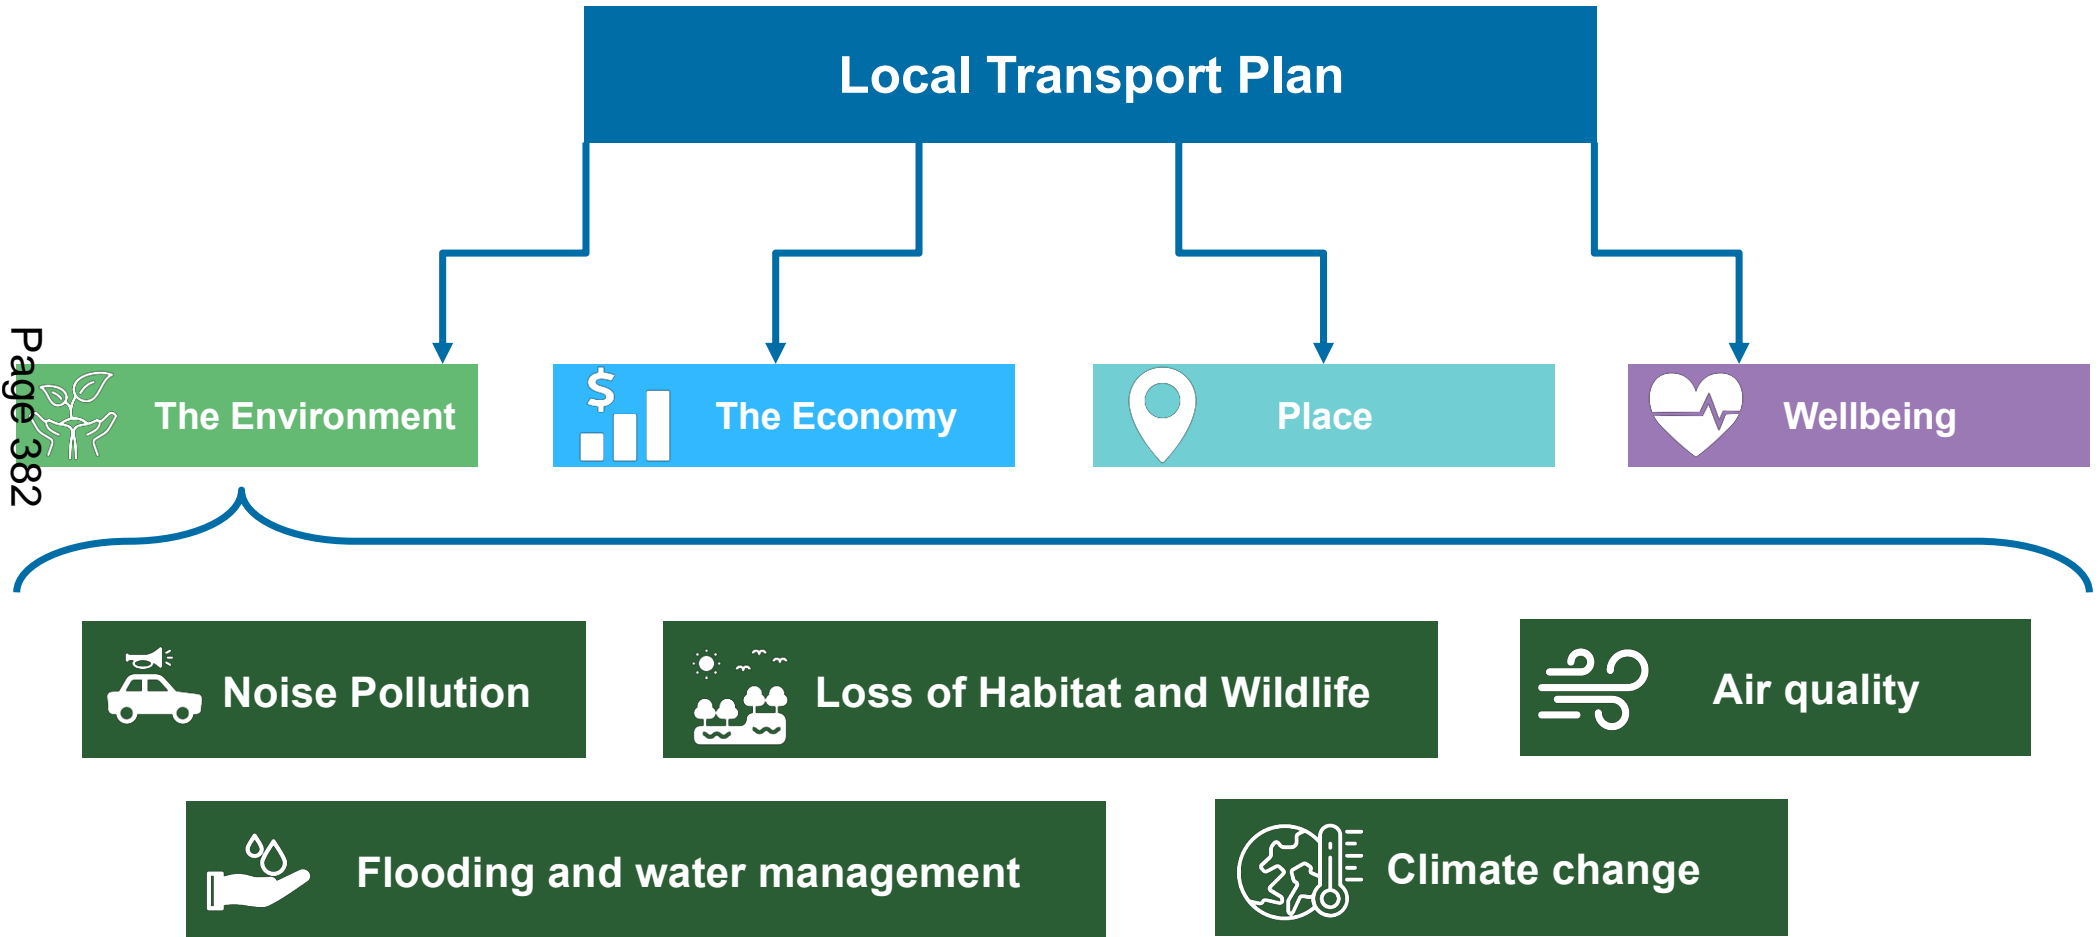 Local Transport Plan
Page 382
The Environment
$
The Economy
Place
Wellbeing
Noise Pollution
Loss of Habitat and Wildlife
Air quality
Flooding and water management
Climate change